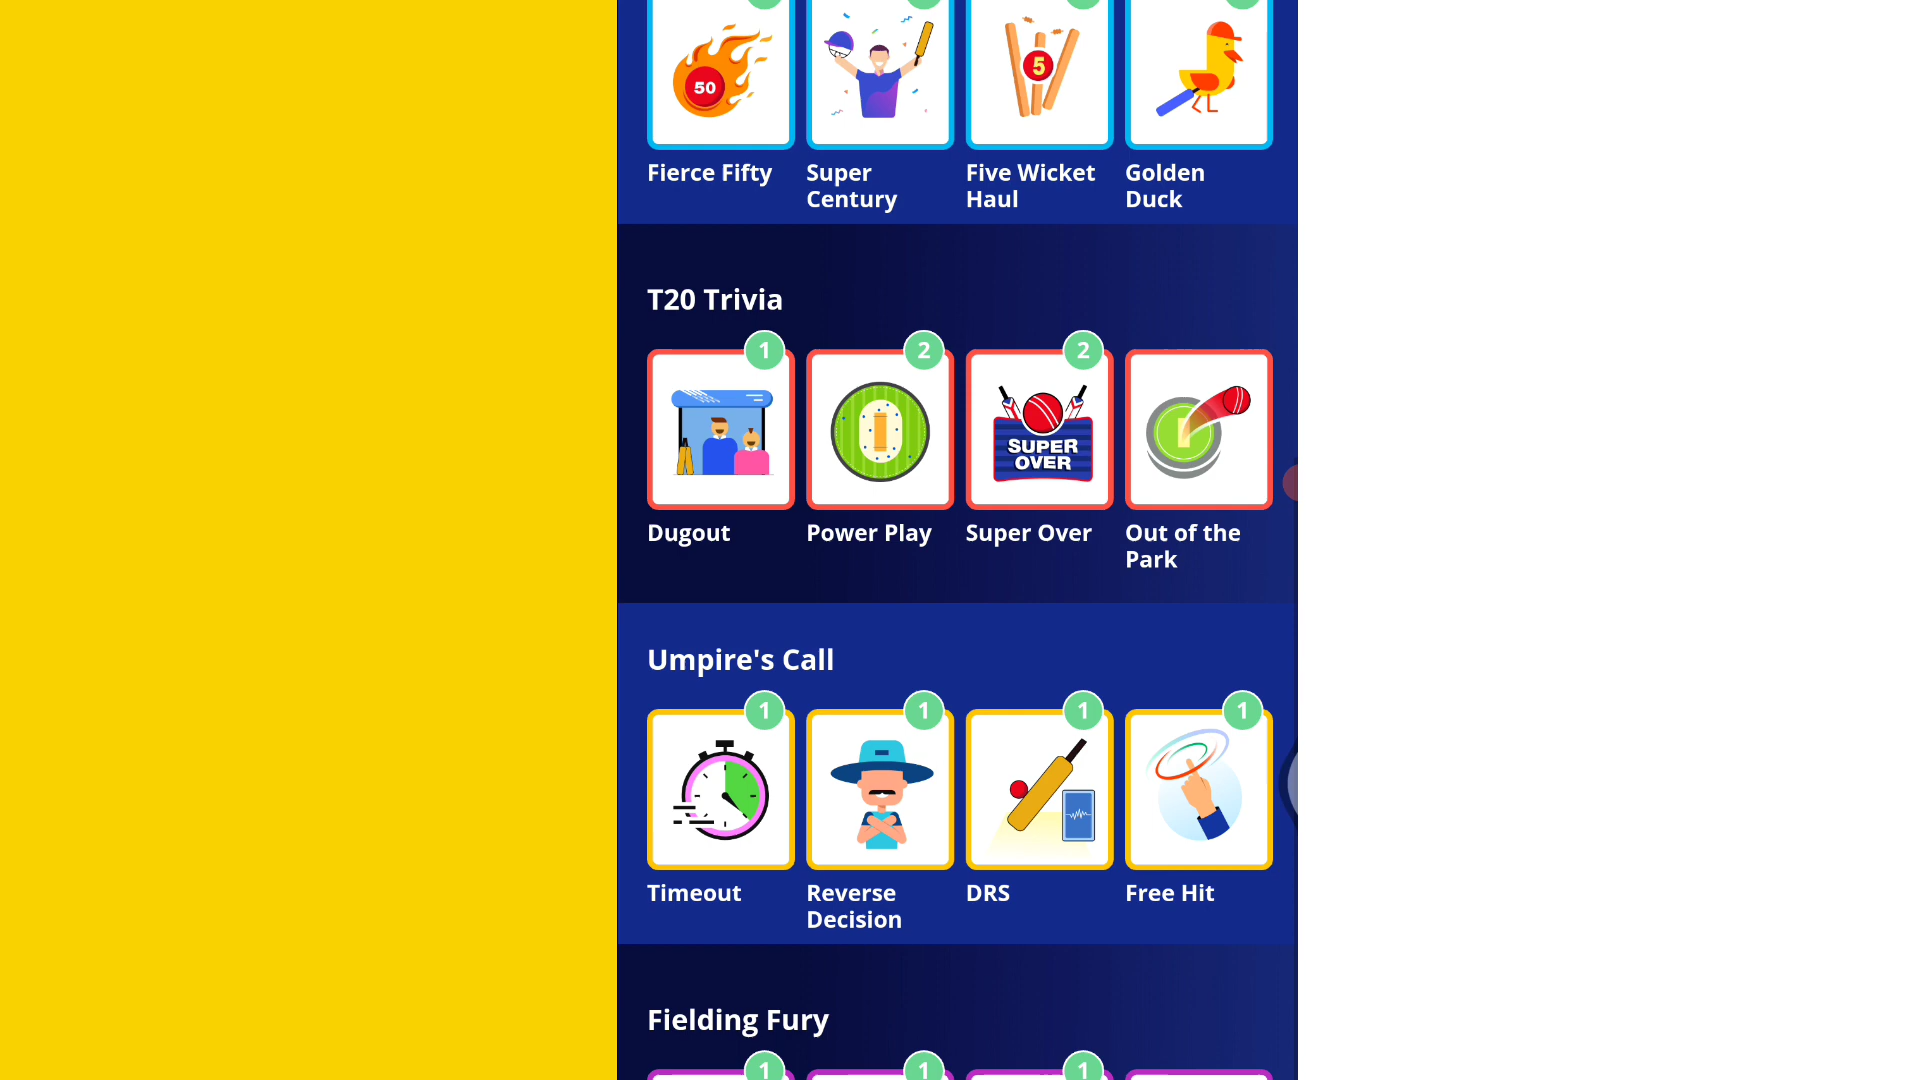 50
5
Fierce Fifty
Super
Century
Five Wicket
Haul
Golden
Duck
T20 Trivia
1
2
2
SUPER
OVER
Dugout
Power Play
Super Over
Out of the
Park
Umpire's Call
1
1
1
1
Timeout
Reverse
Decision
DRS
Free Hit
Fielding Fury
1
1
1